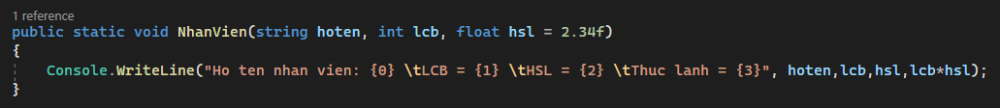 1 reference
public static void NhanVien(string hoten, int lcb, float hsl = 2.34f)
{
Console.WriteLine("Ho ten nhan vien: {0} \tLCB = {1} \tHSL = {2} \tThuc lanh = {3}", hoten,lcb,hsl,lcb*hsl);
}